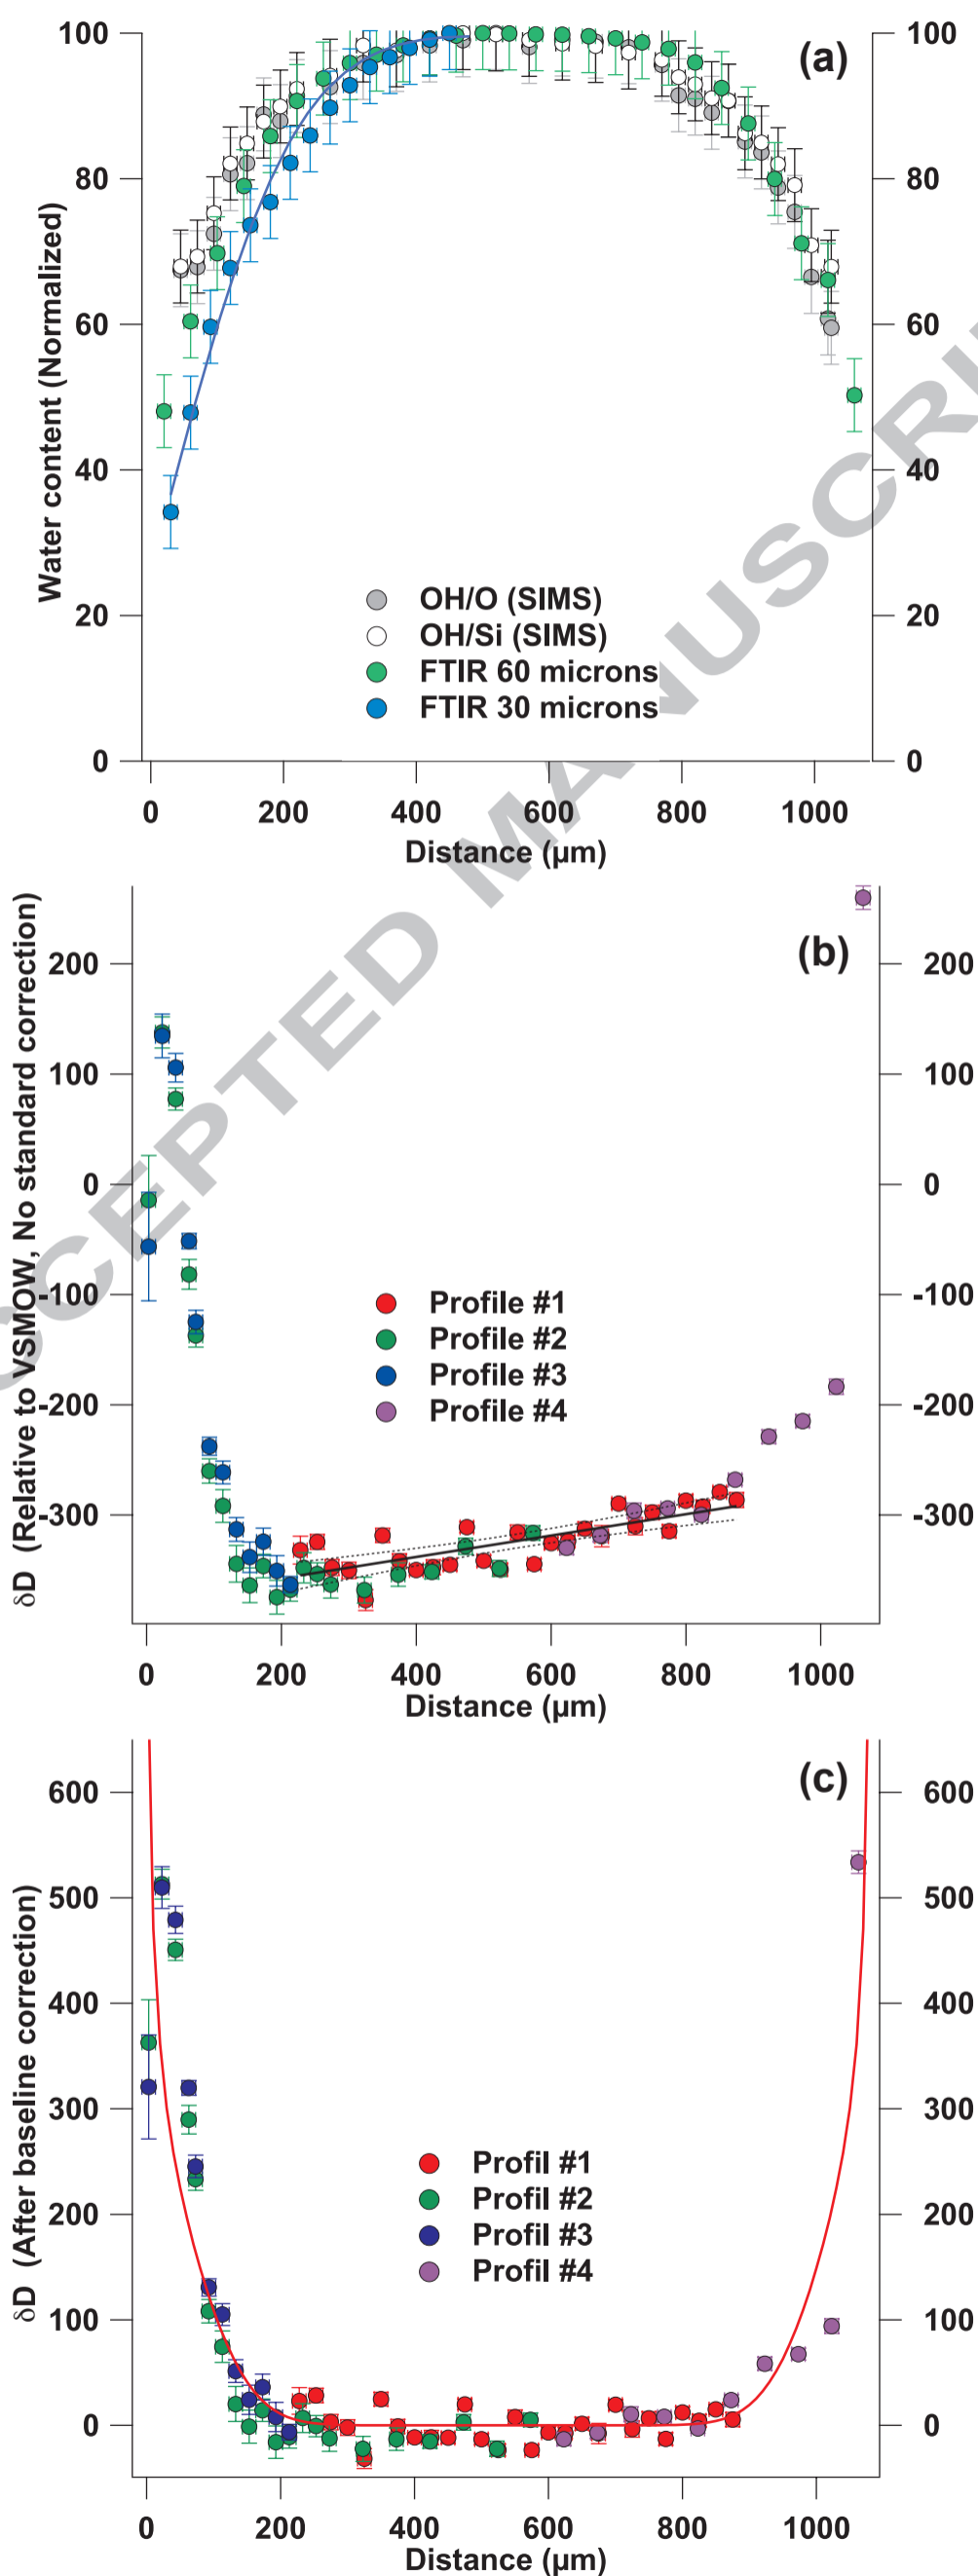 (a)
100
80
60
40
20
0
100
80
60
40
20
0
Water content (Normalized)
OH/O (SIMS)
OH/Si (SIMS)
FTIR 60 microns
FTIR 30 microns
0 200 400 600 800 1000
Distance (µm)
(b)
200
100
0
-100
-200
-300
200
100
0
-100
-200
-300
δD (Relative to VSMOW, No standard correction)
Profile #1
Profile #2
Profile #3
Profile #4
0 200 400 600 800 1000
Distance (µm)
(c)
600
500
400
300
200
100
0
600
500
400
300
200
100
0
δD (After baseline correction)
Profil #1
Profil #2
Profil #3
Profil #4
0 200 400 600 800 1000
Distance (µm)
CCEPTED MANUSCRI